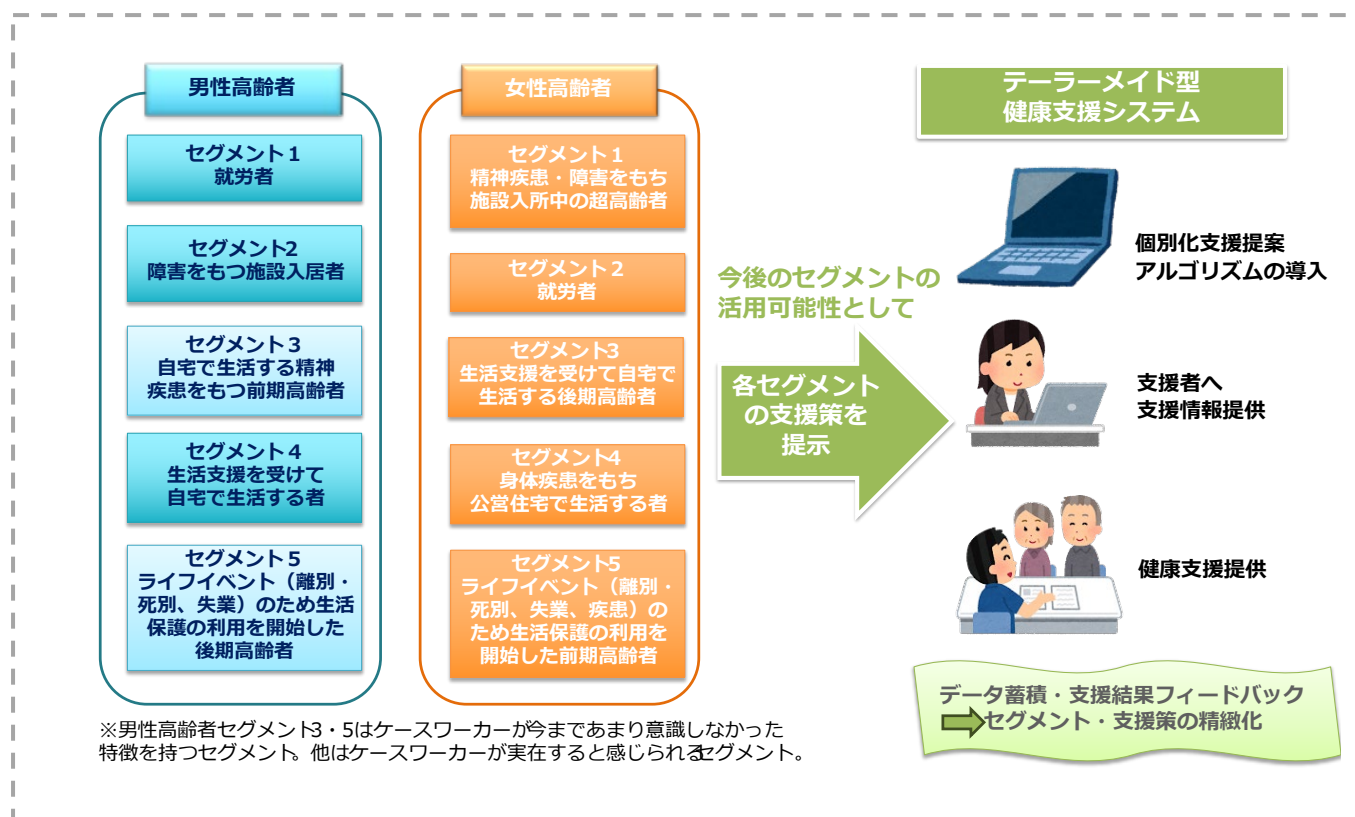 男性高齢者
セグメント１
就労者
セグメント2
障害をもつ施設入居者
セグメント３
自宅で生活する精神
疾患をもつ前期高齢者
セグメント４
生活支援を受けて
自宅で生活する者
セグメント５
ライフイベント（離別・
死別、失業）のため生活
保護の利用を開始した
後期高齢者
女性高齢者
セグメント１
精神疾患・障害をもち
施設入所中の超高齢者
セグメント２
就労者
セグメント3
生活支援を受けて自宅で
生活する後期高齢者
セグメント4
身体疾患をもち
公営住宅で生活する者
セグメント5
ライフイベント（離別・
死別、失業、疾患）の
ため生活保護の利用を
開始した前期高齢者
※男性高齢者セグメント3・5はケースワーカーが今まであまり意識しなかった
特徴を持つセグメント。他はケースワーカーが実在すると感じられるセグメント。
今後のセグメントの
活用可能性として
各セグメント
の支援策を
提示
テーラーメイド型
健康支援システム
個別化支援提案
アルゴリズムの導入
支援者へ
支援情報提供
健康支援提供
データ蓄積・支援結果フィードバック
セグメント・支援策の精緻化